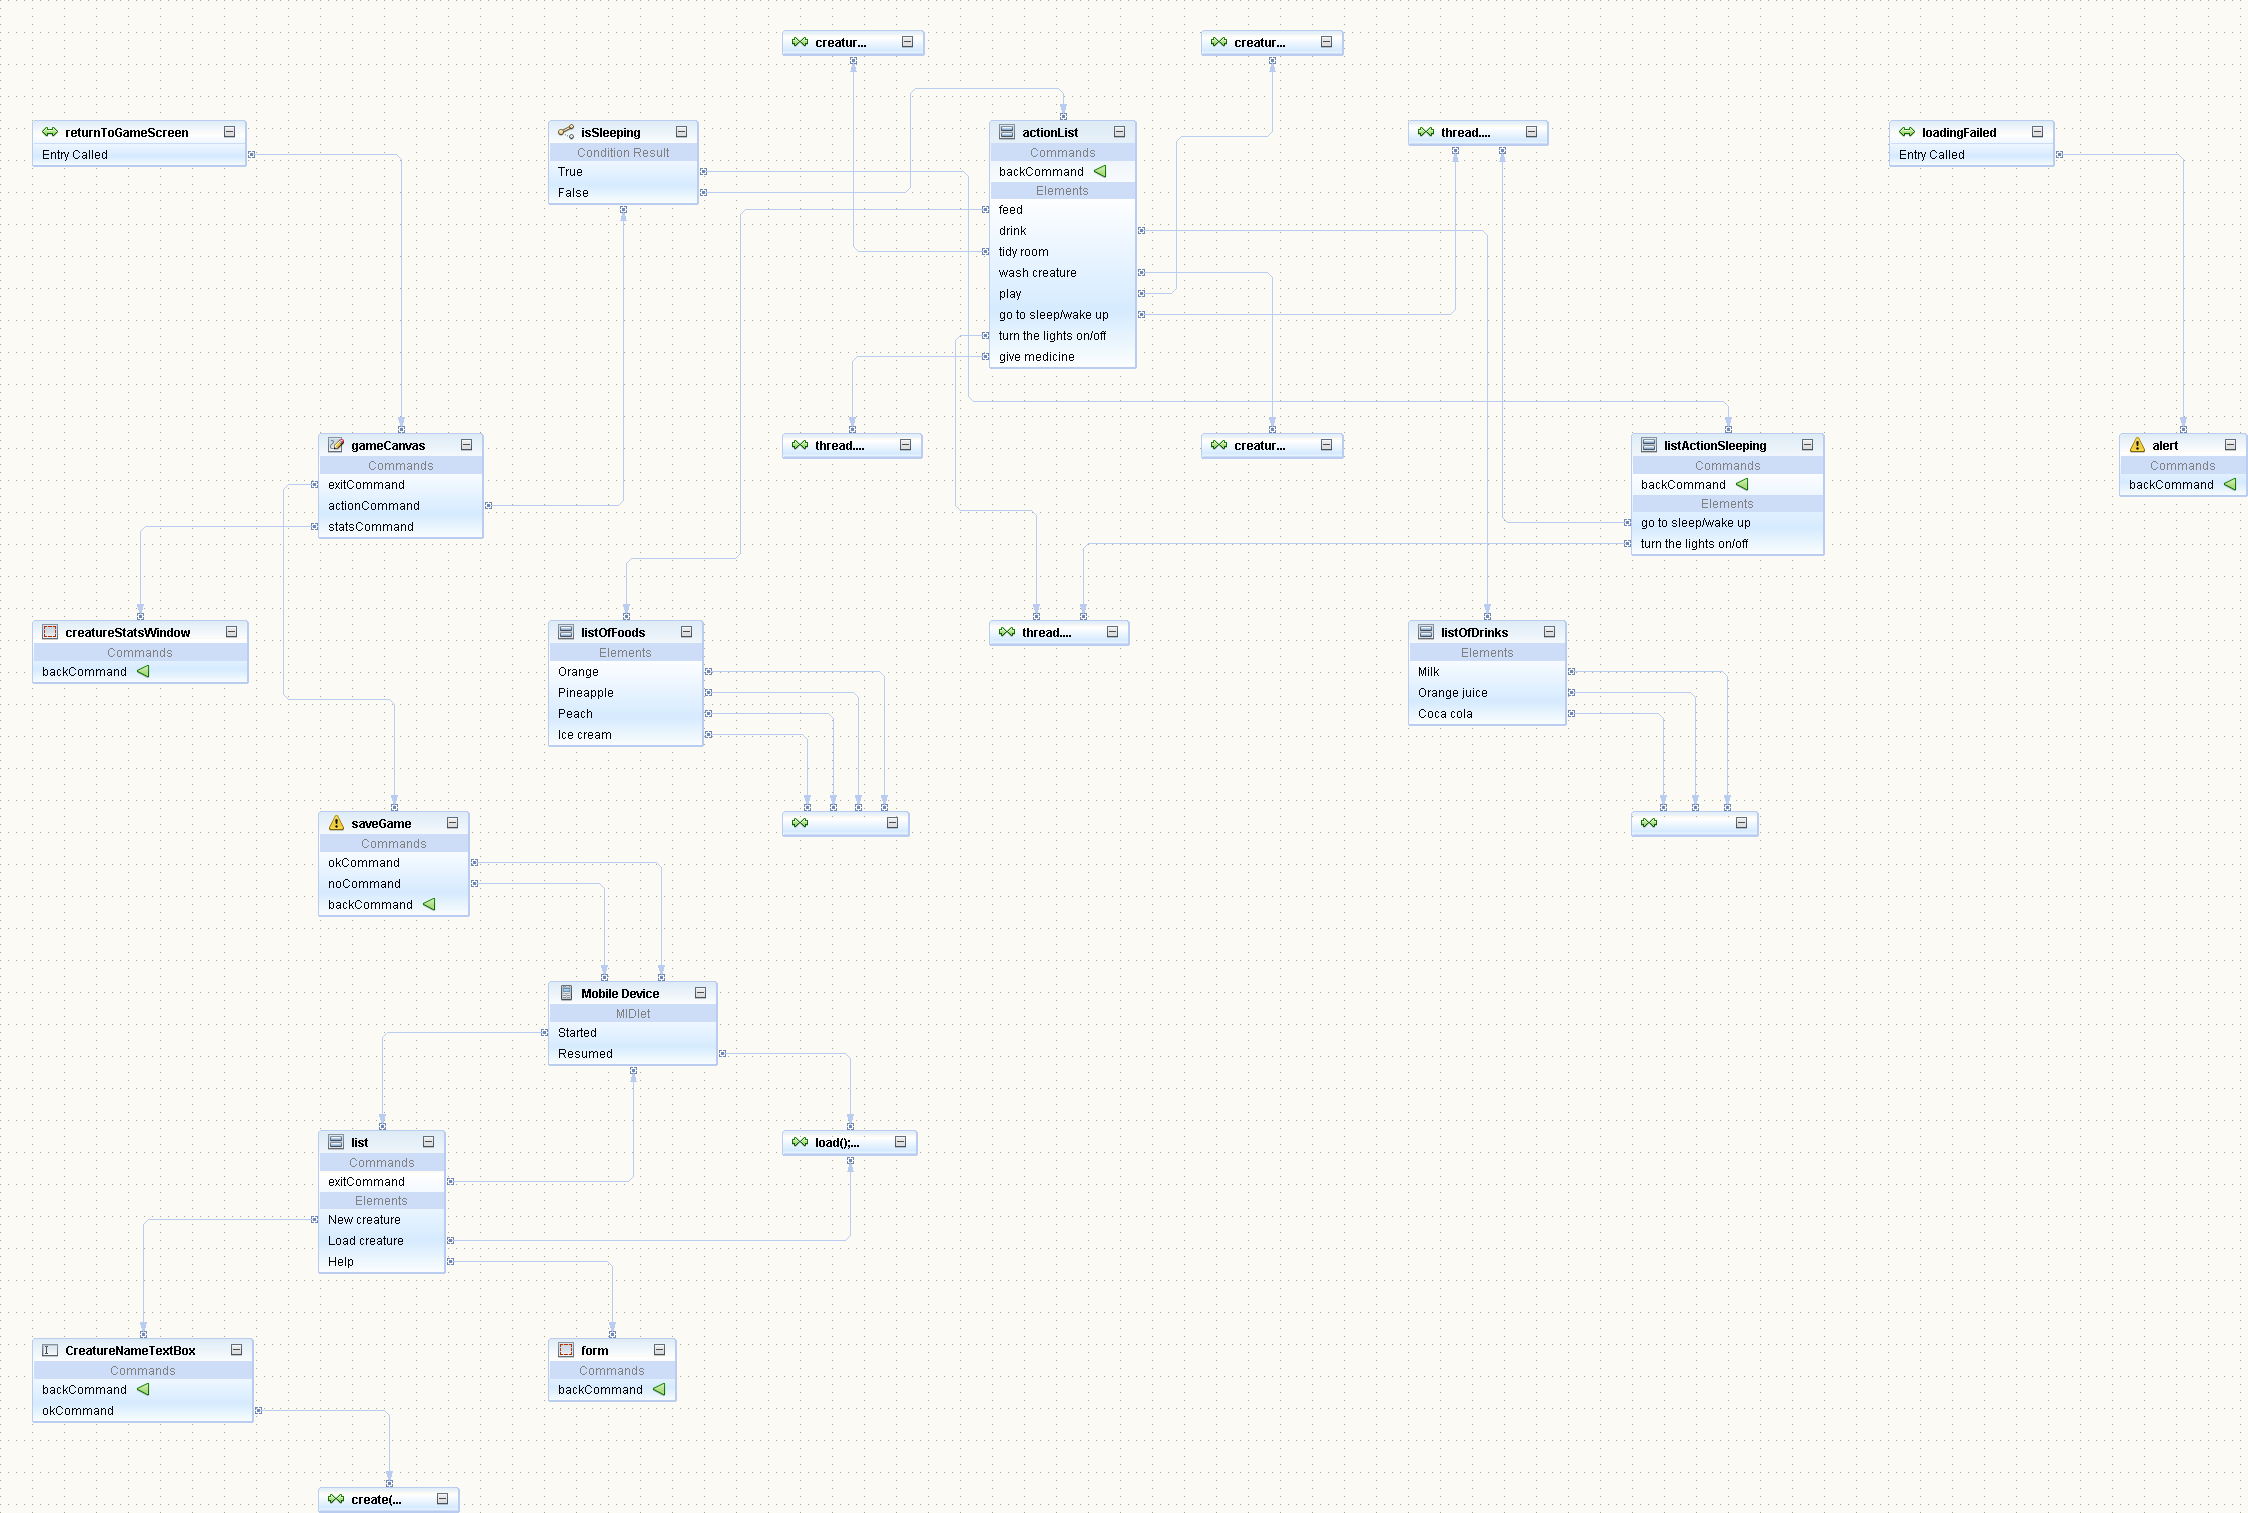 creatur...
creatur...
returnToGameScreen
Entry Called
isSleeping
Condition Result
True
False
actionList
Commands
backCommand
Elements
feed
drink
tidy room
wash creature
play
go to sleep/wake up
turn the lights on/off
give medicine
thread....
loadingFailed
Entry Called
gameCanvas
Commands
exitCommand
actionCommand
statsCommand
thread....
creatur...
listActionSleeping
Commands
backCommand
Elements
go to sleep/wake up
turn the lights on/off
alert
Commands
backCommand
creatureStatsWindow
Commands
backCommand
listOfFoods
Elements
Orange
Pineapple
Peach
Ice cream
thread....
listOfDrinks
Elements
Milk
Orange juice
Coca cola
saveGame
Commands
okCommand
noCommand
backCommand
Mobile Device
MIDlet
Started
Resumed
list
Commands
exitCommand
Elements
New creature
Load creature
Help
load();...
CreatureNameTextBox
Commands
backCommand
okCommand
form
Commands
backCommand
create(...